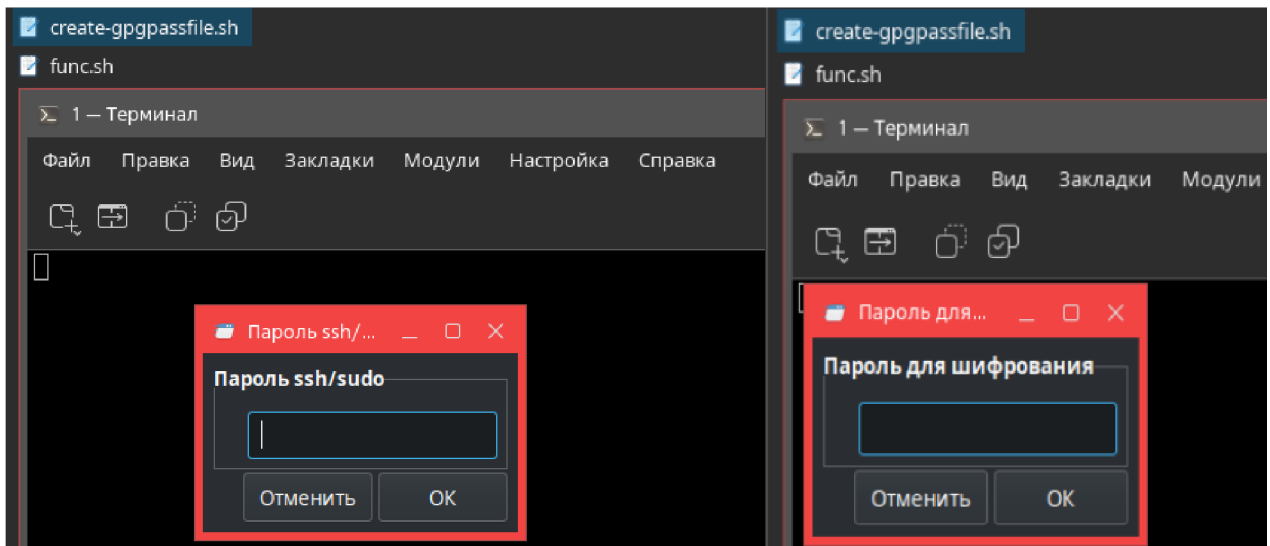 create-gpgpassfile.sh
func.sh
1 — Терминал
Файл Правка Вид Закладки Модули Настройка Справка
Пароль ssh/...
Пароль ssh/sudo
Отменить ОК
create-gpgpassfile.sh
func.sh
1 — Терминал
Файл Правка Вид Закладки Модули
Пароль для...
Пароль для шифрования
Отменить ОК